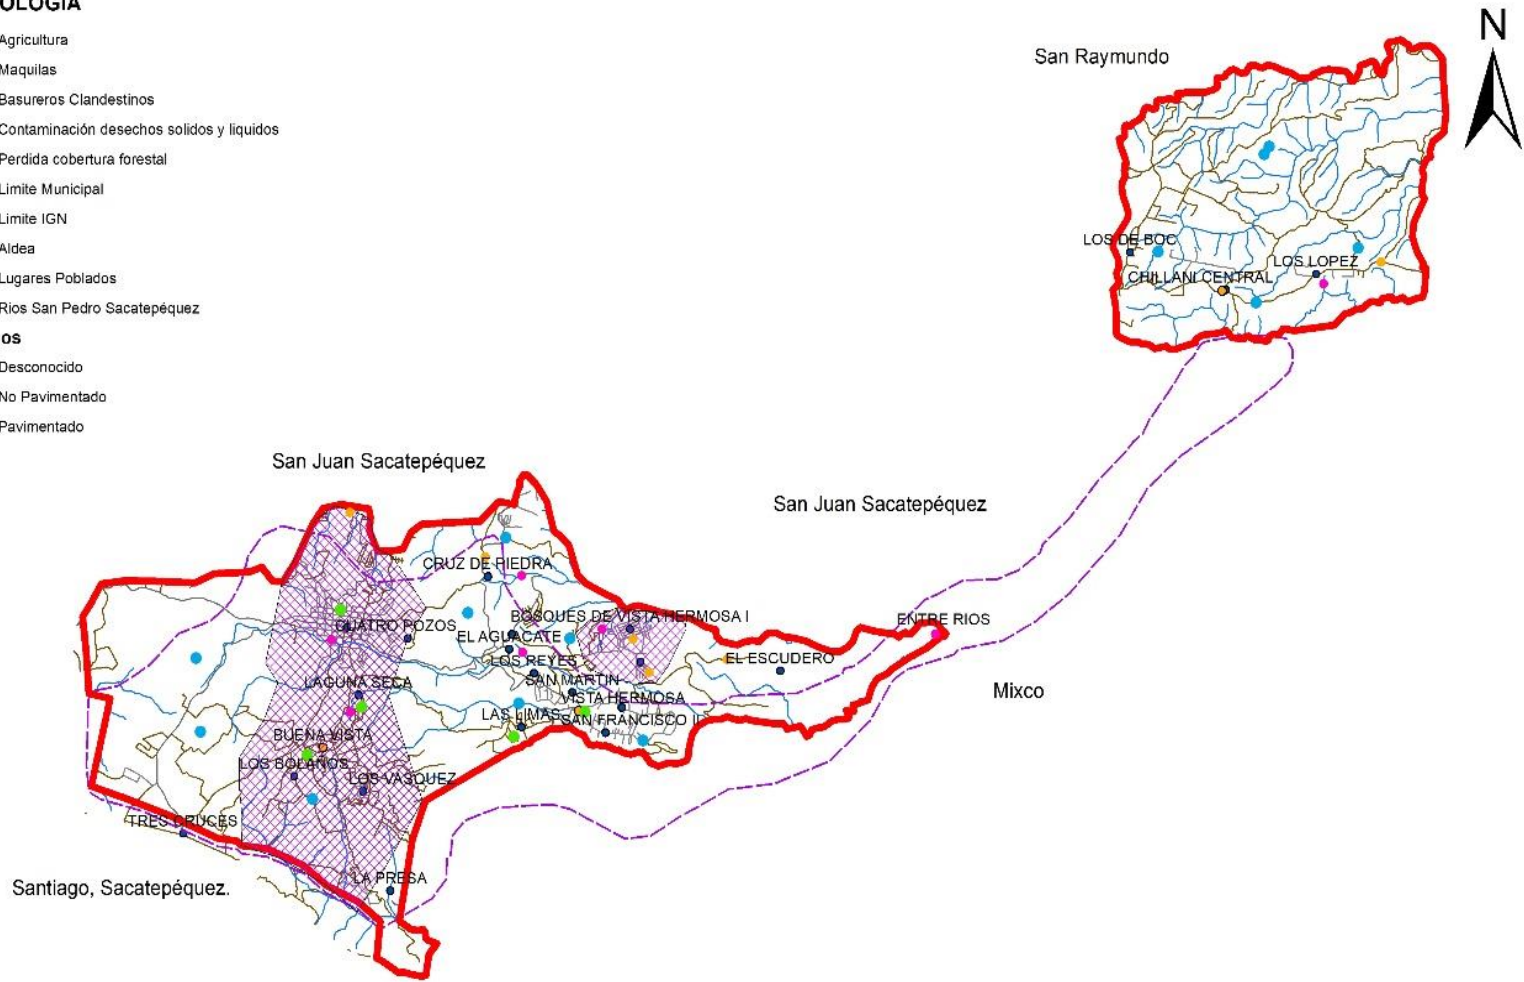 OLOGIA
Agricultura
Maquilas
Basureros Clandestinos
Contaminación desechos solidos y liquidos
Perdida cobertura forestal
Limite Municipal
Limite IGN
Aldea
Lugares Poblados
Rios San Pedro Sacatepéquez
os
Desconocido
No Pavimentado
Pavimentado
N
San Raymundo
LOS DE BOC
LOS LOPEZ
CHILLANI CENTRAL
San Juan Sacatepéquez
San Juan Sacatepéquez
CRUZ DE PIEDRA
BOSQUES DE VISTA HERMOSA I
ENTRE RIOS
CUATRO POZOS
EL AGUACATE
LOS REYES
EL ESCUDERO
SAN MARTIN
LAGUNA SECA
VISTA HERMOSA
Mixco
LAS LIMAS
SAN FRANCISCO II
BUENA VISTA
LOS BOLAÑOS
LOS VASQUEZ
TRES CRUCES
LA PRESA
Santiago, Sacatepéquez.